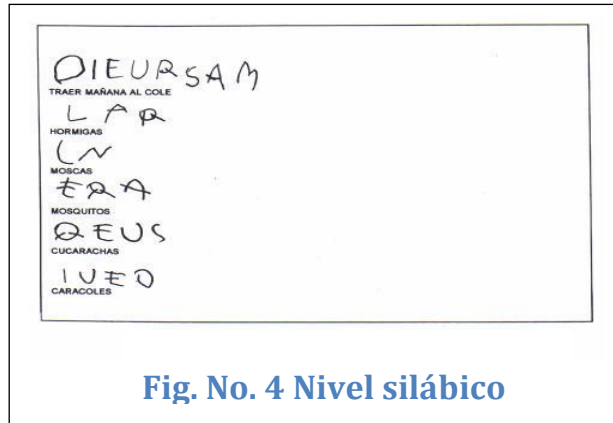 DIEURSAM
TRAER MAÑANA AL COLE
LAR
HORMIGAS
LN
MOSCAS
ERA
MOSQUITOS
QEUS
CUCARACHAS
IUEO
CARACOLES
Fig. No. 4 Nivel silábico